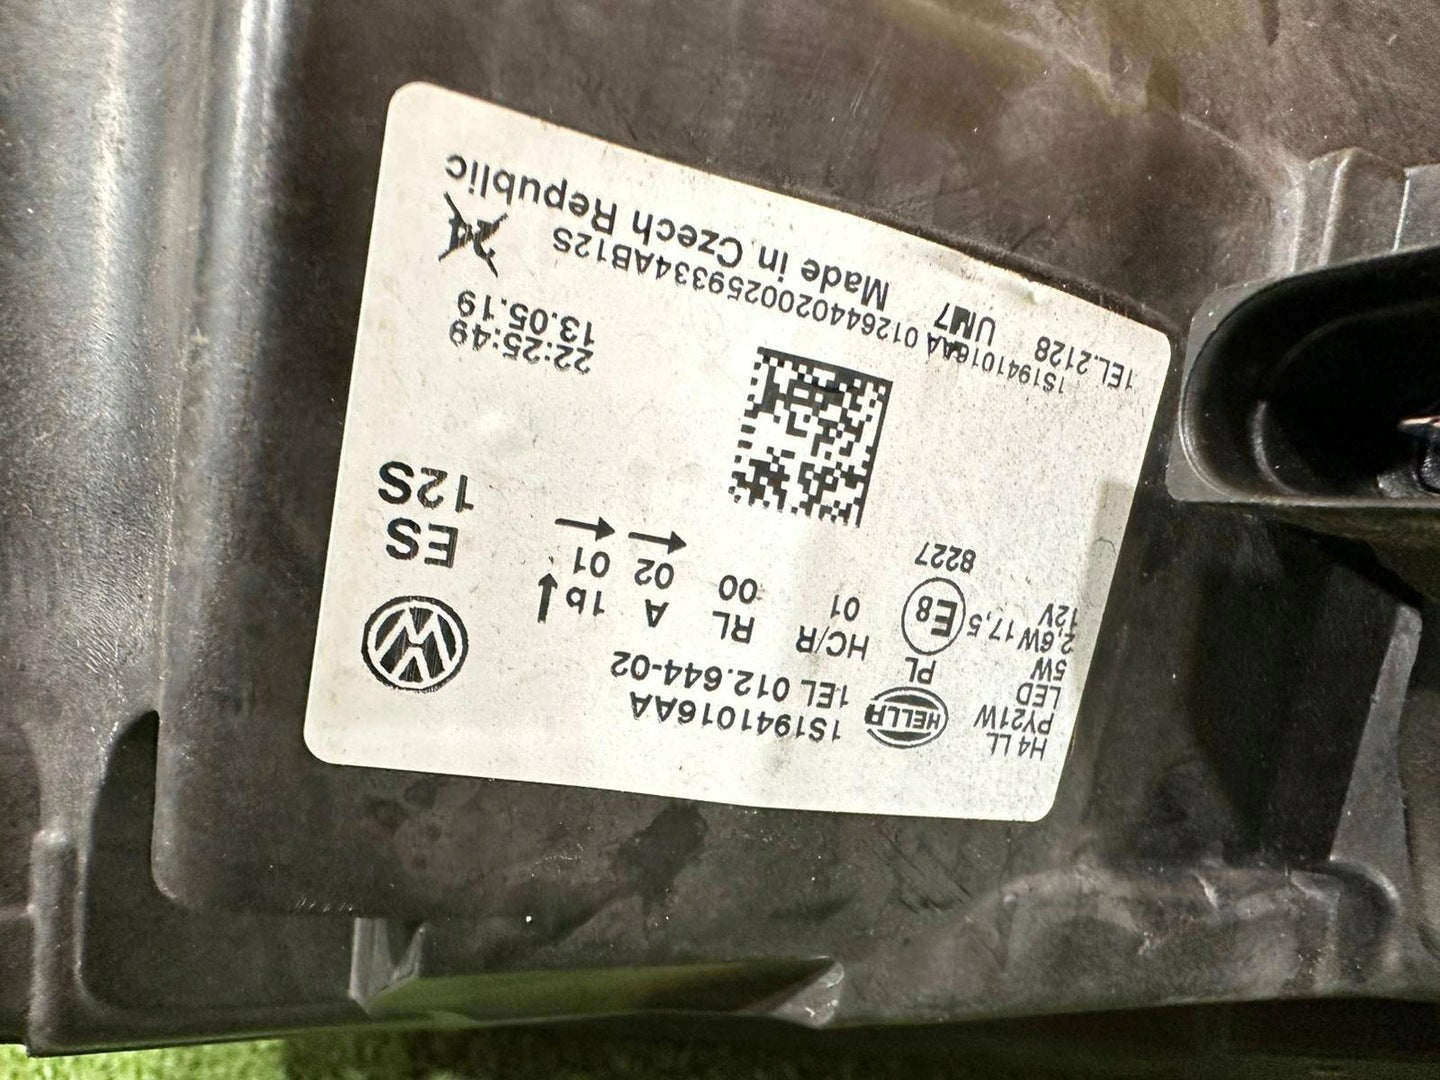 H4 LL
PY21W
LED
5W
2,6W 17,5
12V
HELLA
PL
E8
8227
1S1941016AA
1EL 012.644-02
HC/R RL A 1b
01 00 02 01
ES
12S
22:25:49
13.05.19
1EL.2128
UM7
1S1941016AA 0126440200259334AB12S
Made in Czech Republic